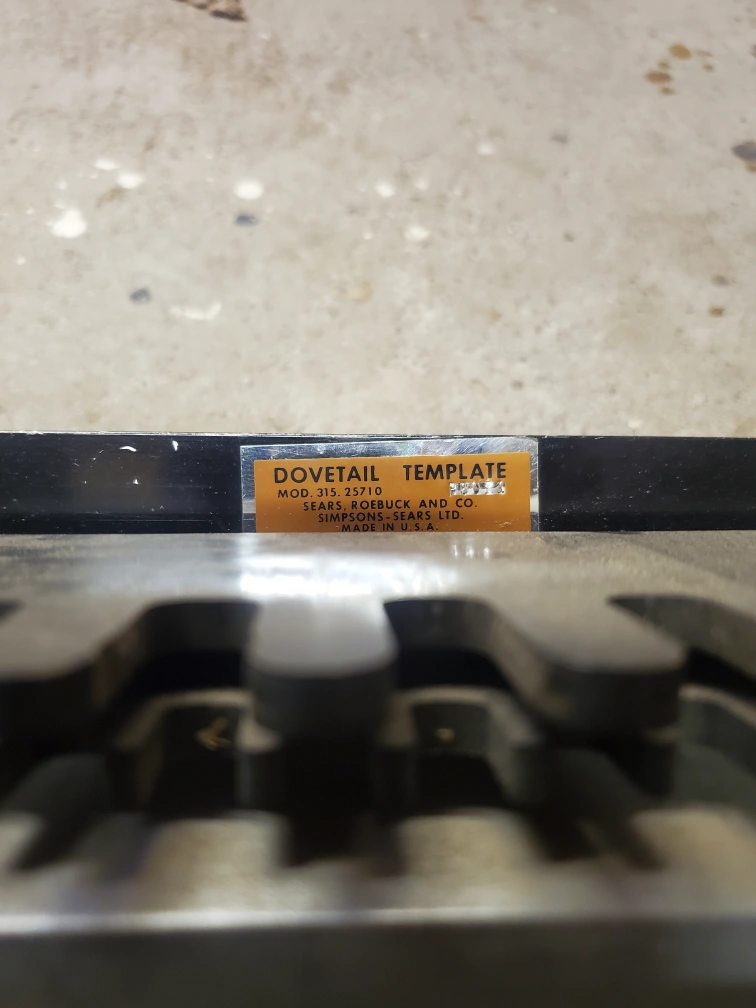 DOVETAIL TEMPLATE
MOD. 315.25710
SEARS, ROEBUCK AND CO.
SIMPSONS-SEARS LTD.
MADE IN U.S.A.